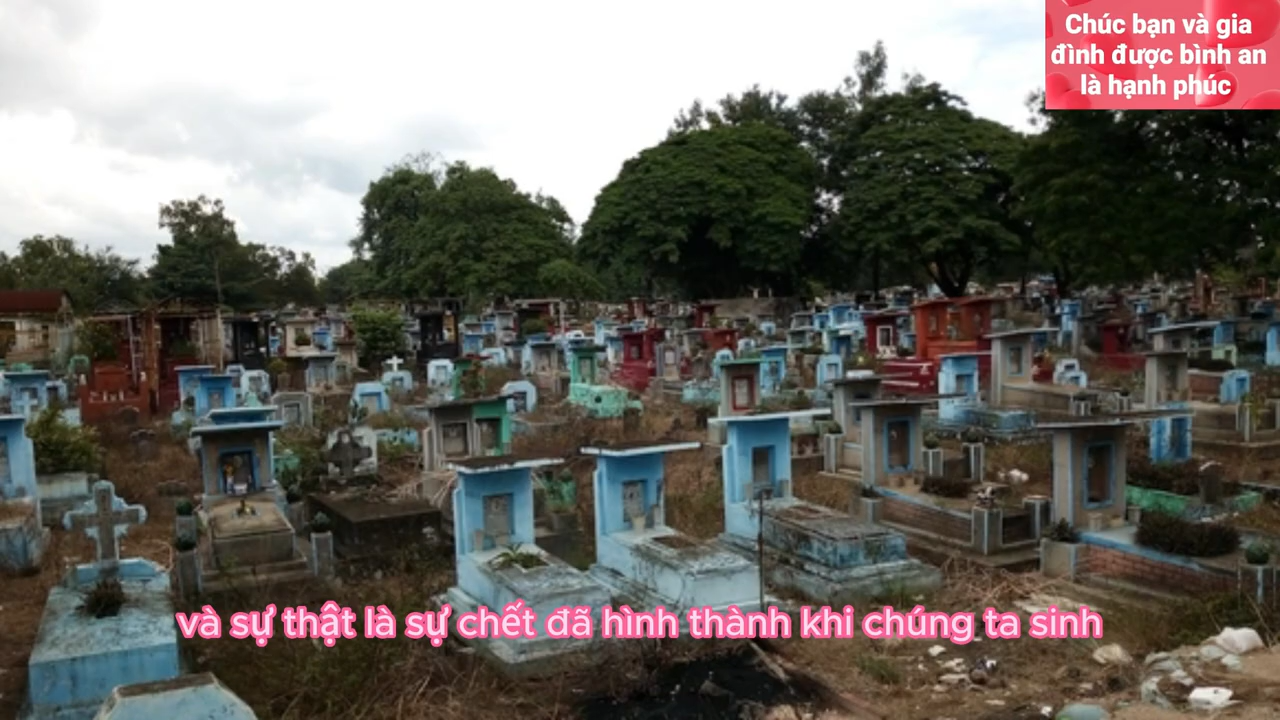 Chúc bạn và gia
đình được bình an
là hạnh phúc
và sự thật là sự chết đã hình thành khi chúng ta sinh